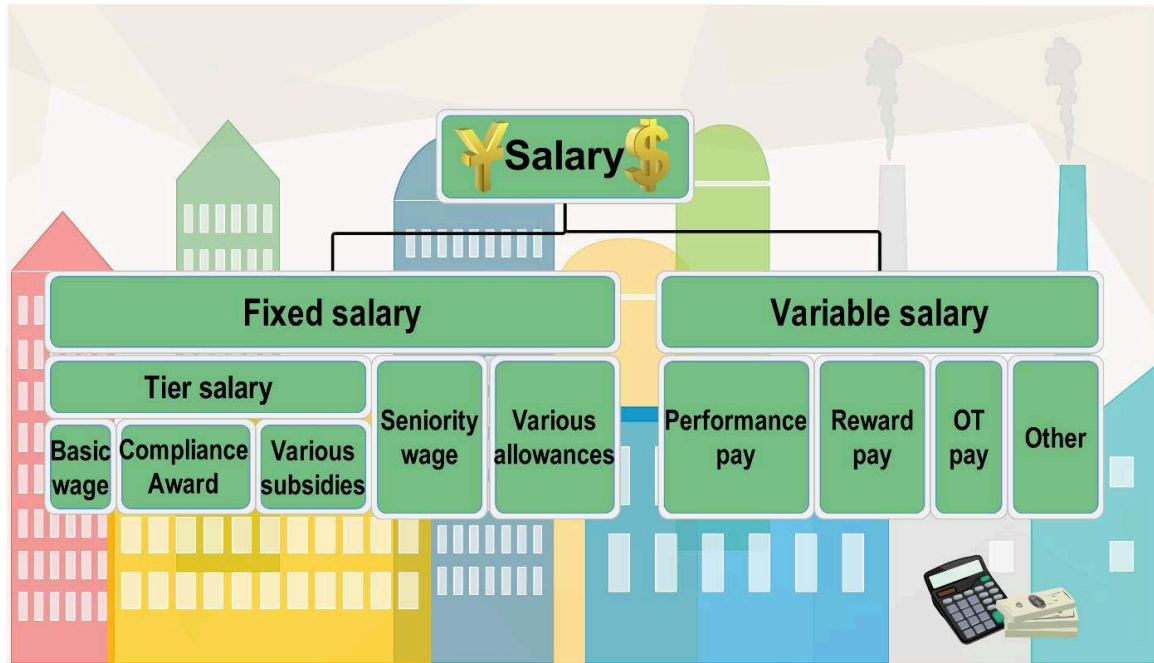 Salary
Fixed salary
Variable salary
Tier salary
Basic
wage
Compliance
Award
Various
subsidies
Seniority
wage
Various
allowances
Performance
pay
Reward
pay
OT
pay
Other